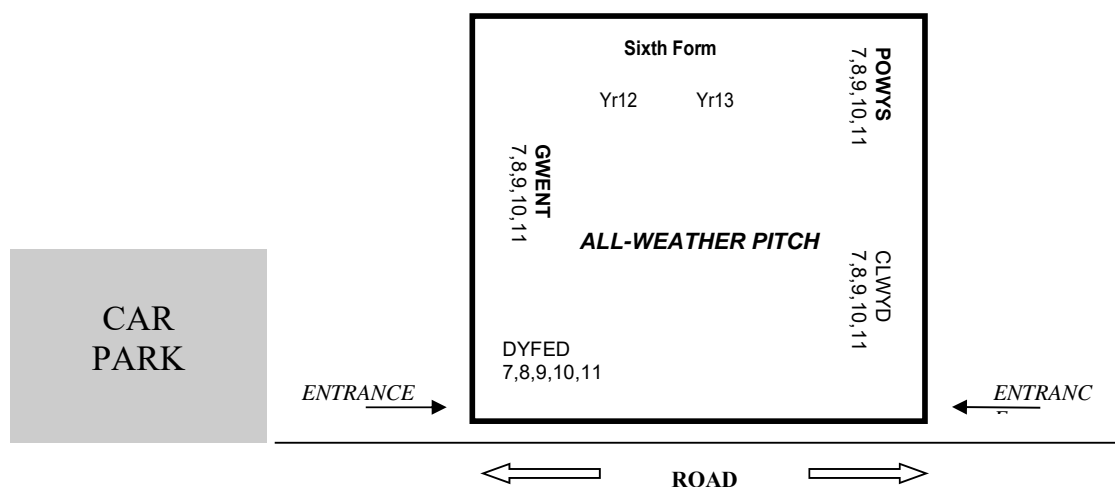 Sixth Form
Yr12 Yr13
POWYS
7,8,9,10,11
GWENT
7,8,9,10,11
ALL-WEATHER PITCH
CLWYD
7,8,9,10,11
CAR
PARK
DYFED
7,8,9,10,11
ENTRANCE
ENTRANC
ROAD